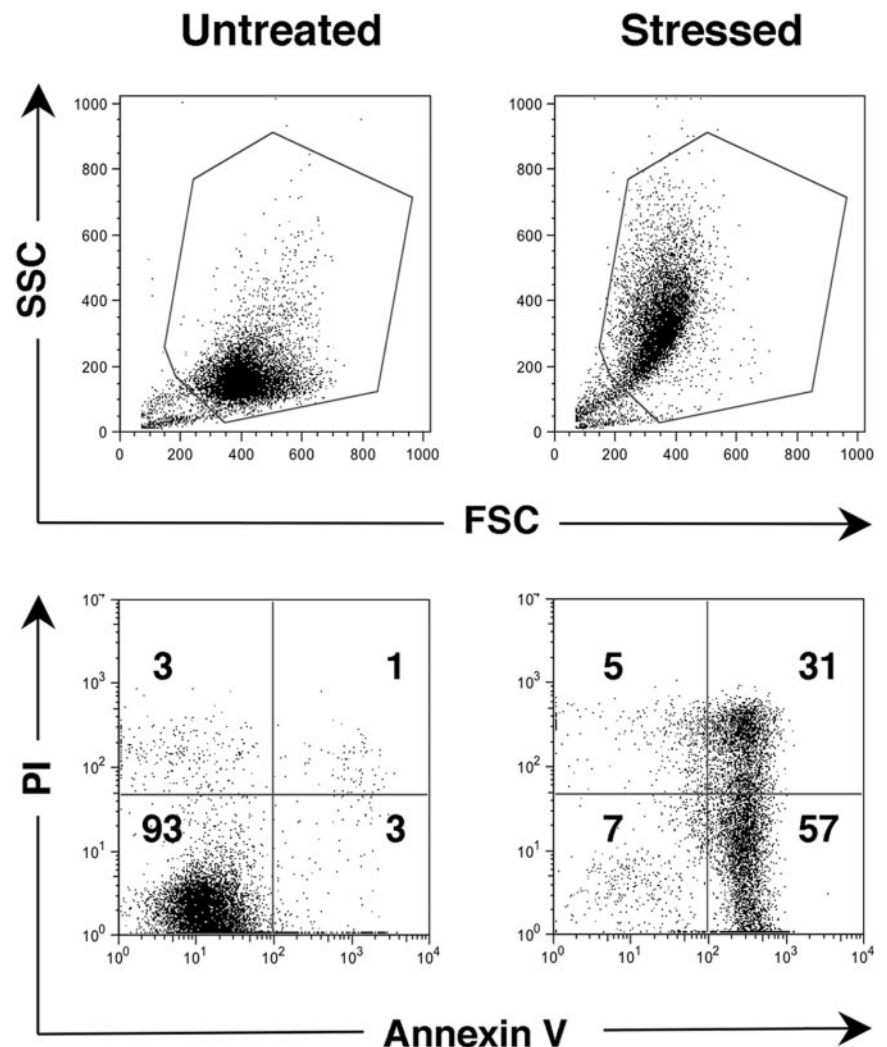 Untreated Stressed
SSC
1000 1000
800 800
600 600
400 400
200 200
0 0
0 200 400 600 800 1000 0 200 400 600 800 1000
FSC
PI
10³ 10³
10² 10²
10¹ 10¹
10⁰ 10⁰
3 1 5 31
93 3 7 57
10⁰ 10¹ 10² 10³ 10⁴ 10⁰ 10¹ 10² 10³ 10⁴
Annexin V